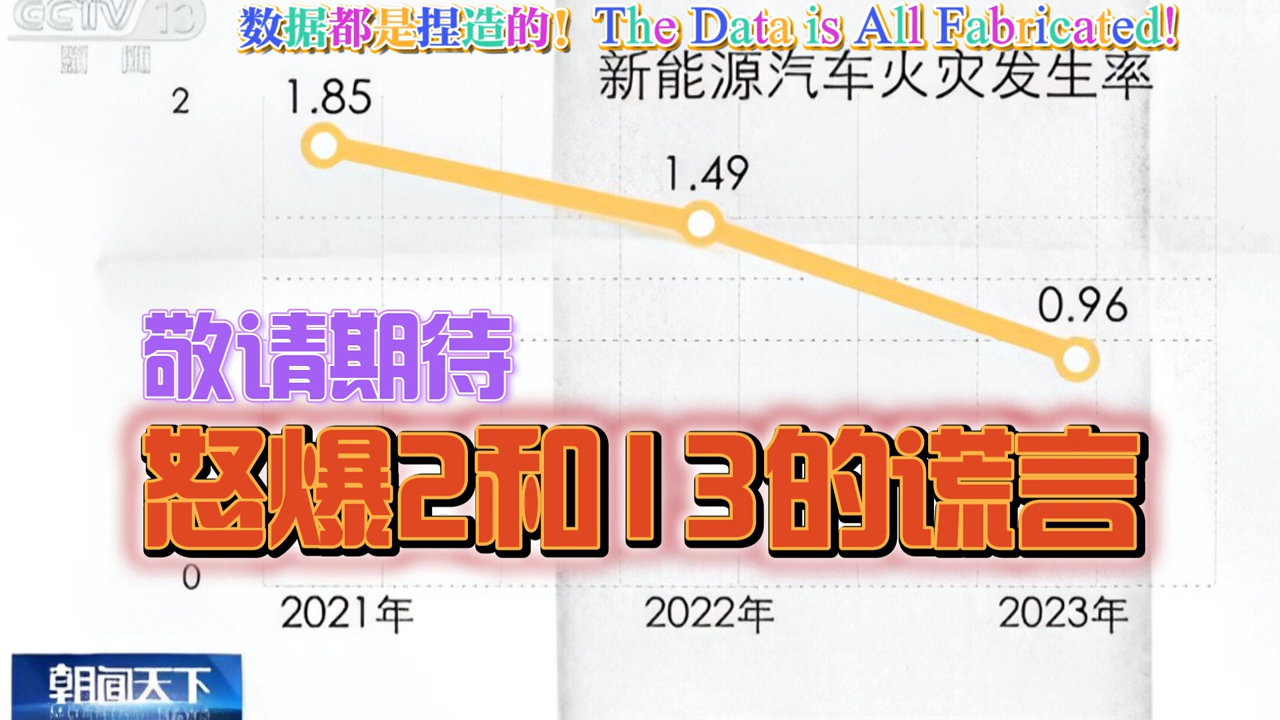 CCTV 13
新闻
数据都是捏造的！The Data is All Fabricated!
新能源汽车火灾发生率
2
1.85
1.49
0.96
敬请期待
怒爆2和13的谎言
0
2021年
2022年
2023年
朝闻天下